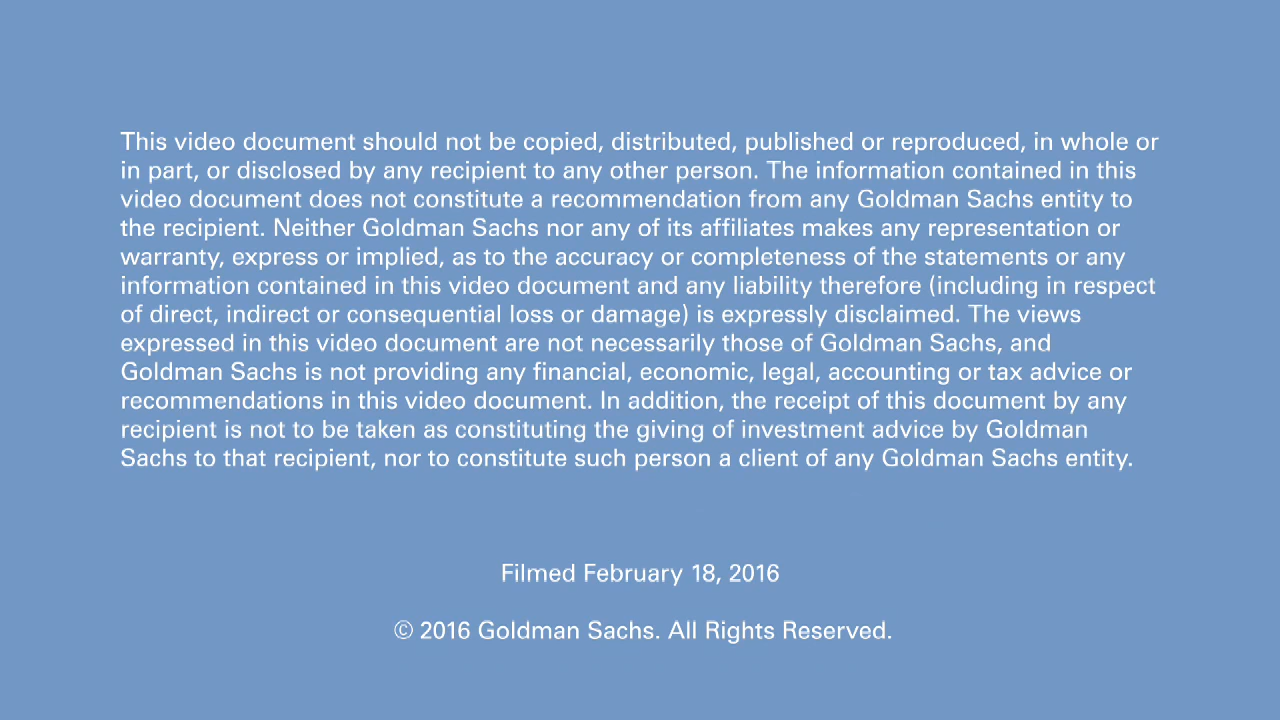 This video document should not be copied, distributed, published or reproduced, in whole or
in part, or disclosed by any recipient to any other person. The information contained in this
video document does not constitute a recommendation from any Goldman Sachs entity to
the recipient. Neither Goldman Sachs nor any of its affiliates makes any representation or
warranty, express or implied, as to the accuracy or completeness of the statements or any
information contained in this video document and any liability therefore (including in respect
of direct, indirect or consequential loss or damage) is expressly disclaimed. The views
expressed in this video document are not necessarily those of Goldman Sachs, and
Goldman Sachs is not providing any financial, economic, legal, accounting or tax advice or
recommendations in this video document. In addition, the receipt of this document by any
recipient is not to be taken as constituting the giving of investment advice by Goldman
Sachs to that recipient, nor to constitute such person a client of any Goldman Sachs entity.
Filmed February 18, 2016
© 2016 Goldman Sachs. All Rights Reserved.